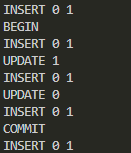 INSERT 0 1
BEGIN
INSERT 0 1
UPDATE 1
INSERT 0 1
UPDATE 0
INSERT 0 1
COMMIT
INSERT 0 1